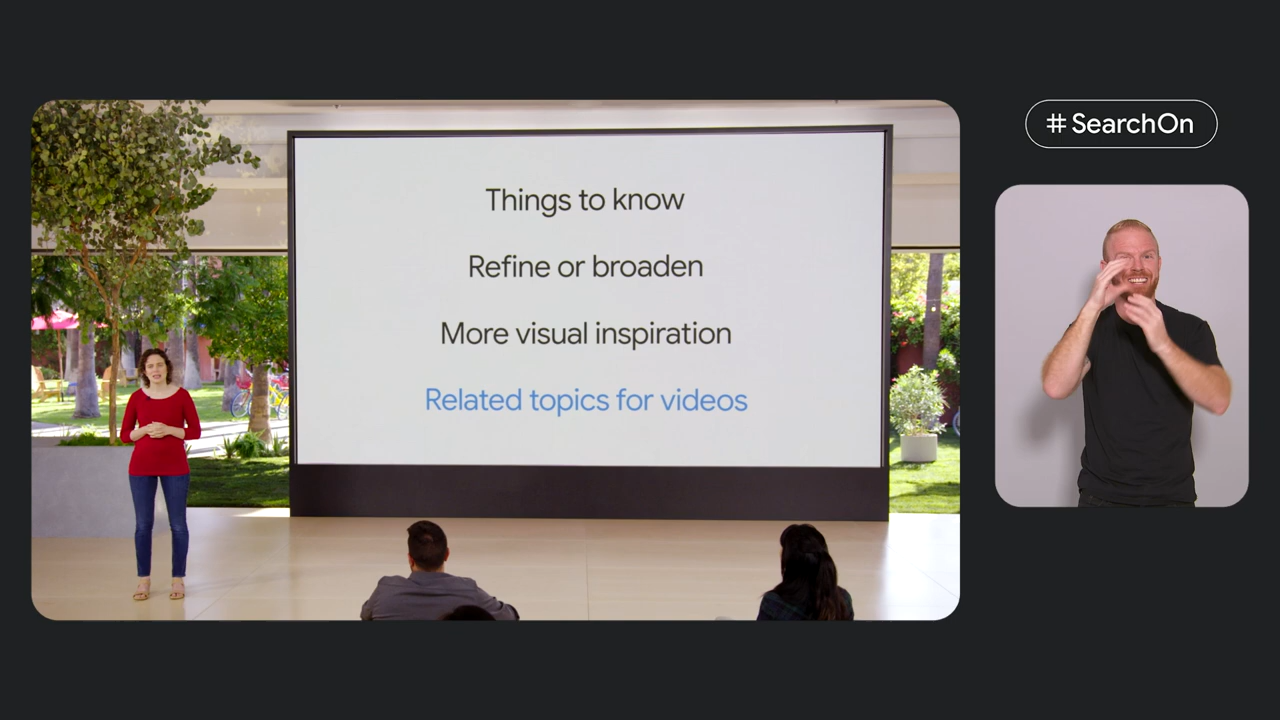 Things to know
Refine or broaden
More visual inspiration
Related topics for videos
#SearchOn